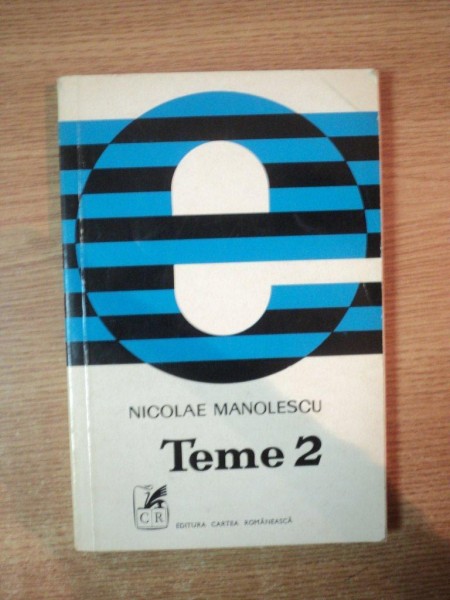 e
NICOLAE MANOLESCU
Teme 2
CR
EDITURA CARTEA ROMÂNEASCĂ